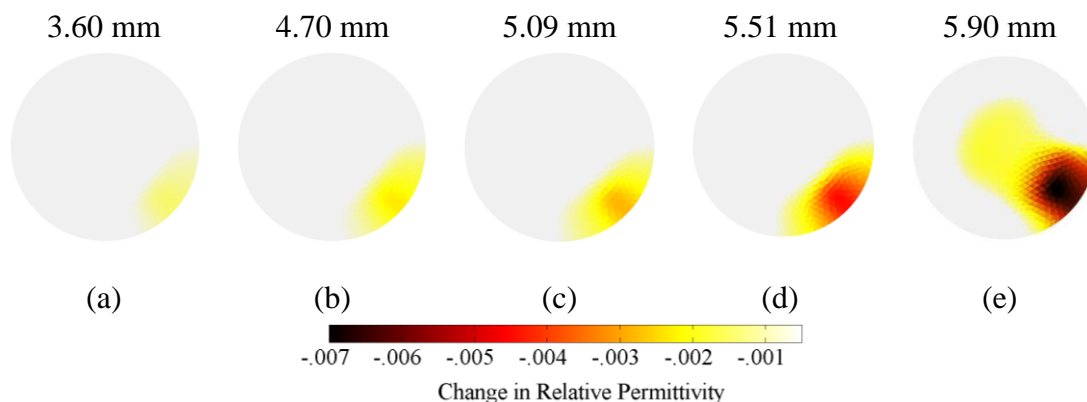 3.60 mm 4.70 mm 5.09 mm 5.51 mm 5.90 mm
(a) (b) (c) (d) (e)
-.007 -.006 -.005 -.004 -.003 -.002 -.001
Change in Relative Permittivity